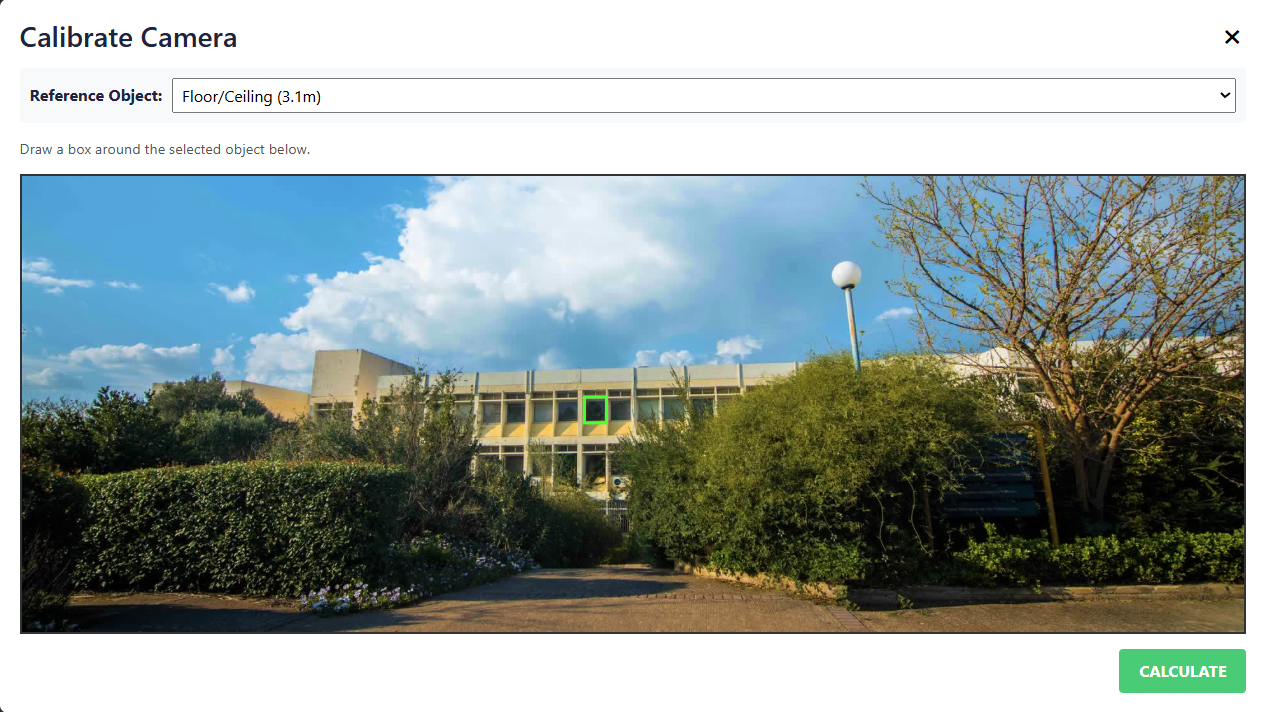 Calibrate Camera
Reference Object: Floor/Ceiling (3.1m)
Draw a box around the selected object below.
CALCULATE